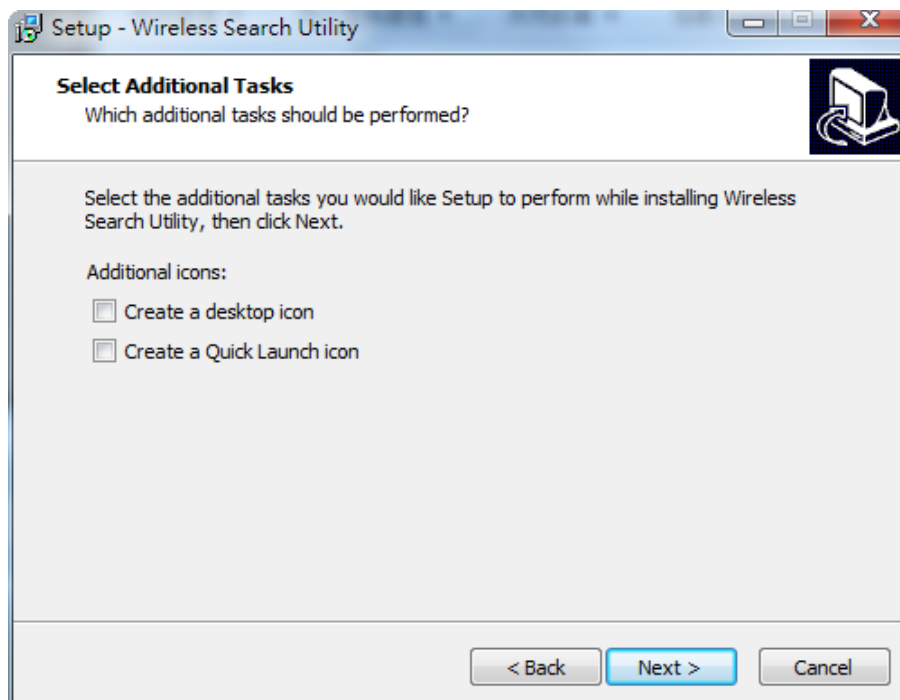 Setup - Wireless Search Utility
Select Additional Tasks
Which additional tasks should be performed?
Select the additional tasks you would like Setup to perform while installing Wireless
Search Utility, then click Next.
Additional icons:
Create a desktop icon
Create a Quick Launch icon
< Back
Next >
Cancel